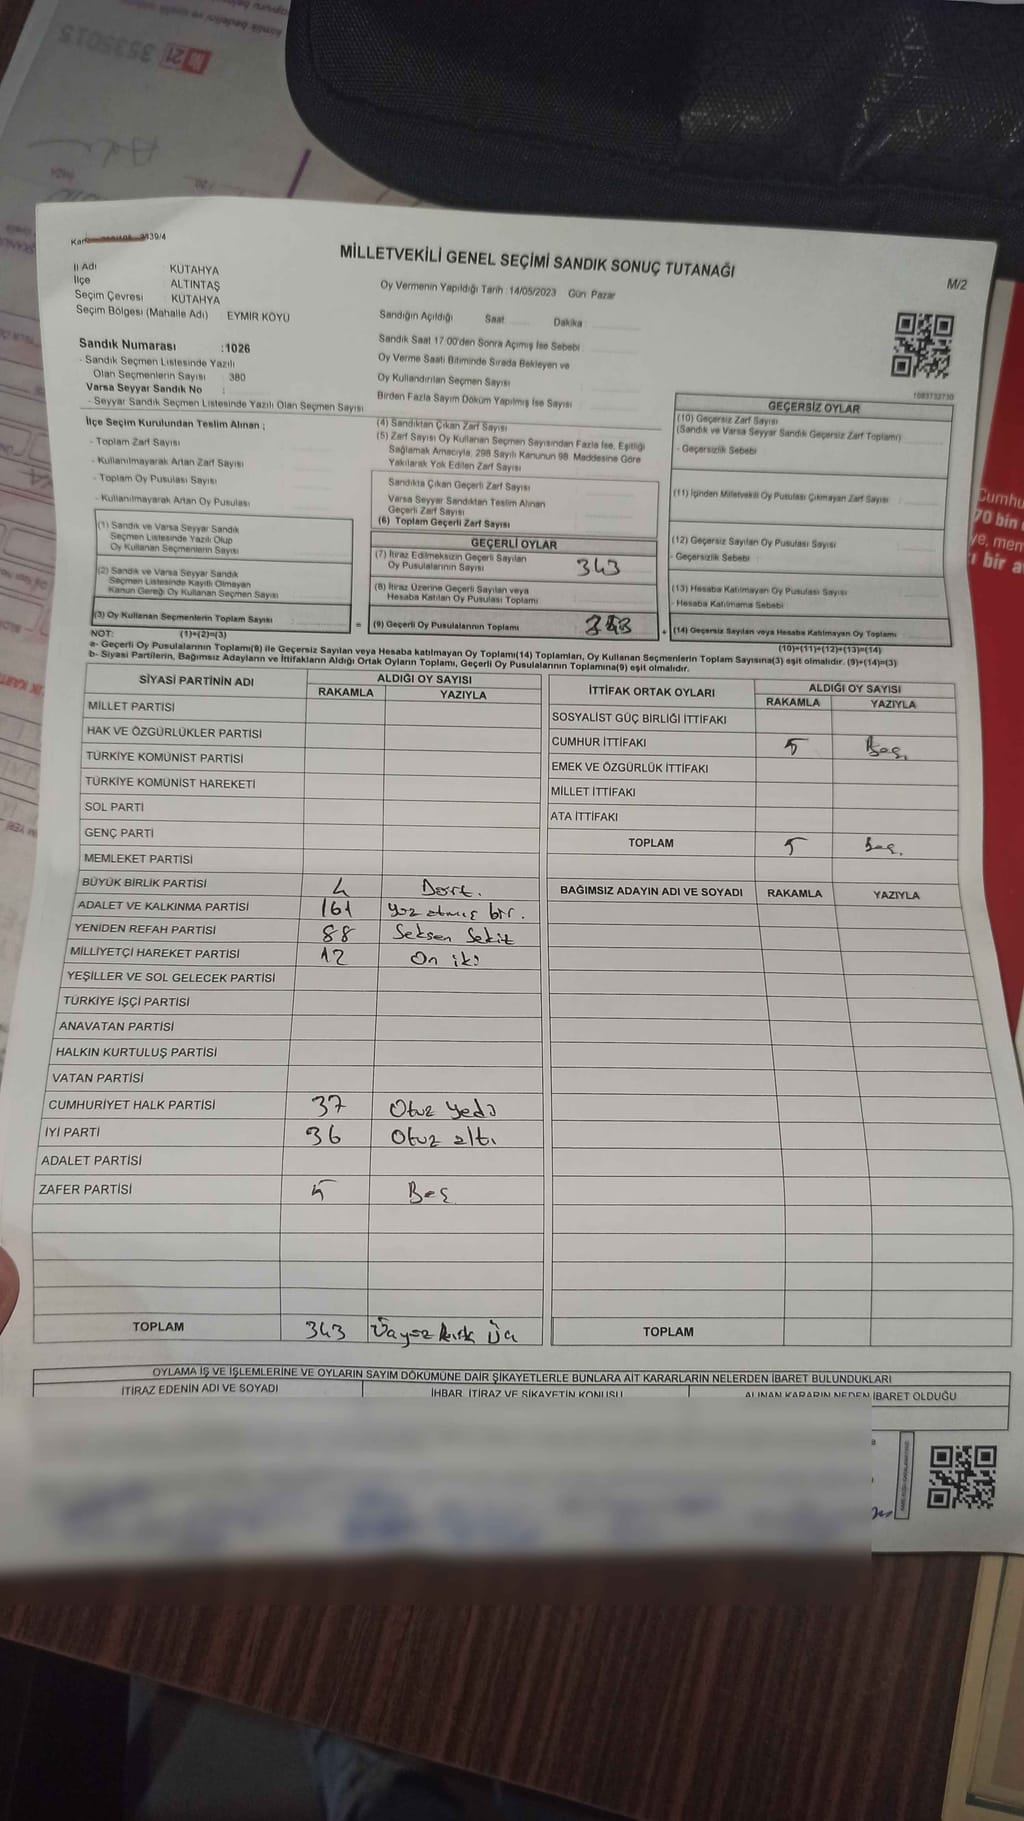 21 3535015
MİLLETVEKİLİ GENEL SEÇİMİ SANDIK SONUÇ TUTANAĞI
M/2
İl Adı : KÜTAHYA
İlçe : ALTINTAŞ
Seçim Çevresi : KÜTAHYA
Seçim Bölgesi (Mahalle Adı) : EYMİR KÖYÜ
Oy Vermenin Yapıldığı Tarih :14/05/2023 Gün: Pazar
Sandığın Açıldığı Saat Dakika
Sandık Saat 17:00'den Sonra Açımış İse Sebebi
Oy Verme Saati Bitiminde Sırada Bekleyen ve
Oy Kullandırılan Seçmen Sayısı
Birden Fazla Sayım Döküm Yapılmış İse Sayısı
Sandık Numarası :1026
- Sandık Seçmen Listesinde Yazılı
Olan Seçmenlerin Sayısı : 380
Varsa Seyyar Sandık No :
- Seyyar Sandık Seçmen Listesinde Yazılı Olan Seçmen Sayısı
1083732730
İlçe Seçim Kurulundan Teslim Alınan ;
- Toplam Zarf Sayısı
- Kullanılmayarak Artan Zarf Sayısı
- Toplam Oy Pusulası Sayısı
- Kullanılmayarak Artan Oy Pusulası
(1) Sandık ve Varsa Seyyar Sandık
Seçmen Listesinde Yazılı Olup
Oy Kullanan Seçmenlerin Sayısı
(2) Sandık ve Varsa Seyyar Sandık
Seçmen Listesinde Kayıtlı Olmayan
Kanun Gereği Oy Kullanan Seçmen Sayısı
(3) Oy Kullanan Seçmenlerin Toplam Sayısı
(4) Sandıktan Çıkan Zarf Sayısı
(5) Zarf Sayısı Oy Kullanan Seçmen Sayısından Fazla İse, Eşitliği
Sağlamak Amacıyla, 298 Sayılı Kanunun 98. Maddesine Göre
Yakılarak Yok Edilen Zarf Sayısı
Sandıkta Çıkan Geçerli Zarf Sayısı
Varsa Seyyar Sandıktan Teslim Alınan
Geçerli Zarf Sayısı
(6) Toplam Geçerli Zarf Sayısı
GEÇERLİ OYLAR
(7) İtiraz Edilmeksizin Geçerli Sayılan
Oy Pusulalarının Sayısı 343
(8) İtiraz Üzerine Geçerli Sayılan veya
Hesaba Katılan Oy Pusulası Toplamı
= (9) Geçerli Oy Pusulalarının Toplamı 343 +
GEÇERSİZ OYLAR
(10) Geçersiz Zarf Sayısı
(Sandık ve Varsa Seyyar Sandık Geçersiz Zarf Toplamı)
- Geçersizlik Sebebi
(11) İçinden Milletvekili Oy Pusulası Çıkmayan Zarf Sayısı
(12) Geçersiz Sayılan Oy Pusulası Sayısı
- Geçersizlik Sebebi
(13) Hesaba Katılmayan Oy Pusulası Sayısı
- Hesaba Katılmama Sebebi
(14) Geçersiz Sayılan veya Hesaba Katılmayan Oy Toplamı
NOT: (1)+(2)=(3)
(10)+(11)+(12)+(13)=(14)
a- Geçerli Oy Pusulalarının Toplamı(9) ile Geçersiz Sayılan veya Hesaba katılmayan Oy Toplamı(14) Toplamları, Oy Kullanan Seçmenlerin Toplam Sayısına(3) eşit olmalıdır. (9)+(14)=(3)
b- Siyasi Partilerin, Bağımsız Adayların ve İttifakların Aldığı Ortak Oyların Toplamı, Geçerli Oy Pusulalarının Toplamına(9) eşit olmalıdır.
SİYASİ PARTİNİN ADI ALDIĞI OY SAYISI
RAKAMLA YAZIYLA
MİLLET PARTİSİ
HAK VE ÖZGÜRLÜKLER PARTİSİ
TÜRKİYE KOMÜNİST PARTİSİ
TÜRKİYE KOMÜNİST HAREKETİ
SOL PARTİ
GENÇ PARTİ
MEMLEKET PARTİSİ
BÜYÜK BİRLİK PARTİSİ 4 Dört.
ADALET VE KALKINMA PARTİSİ 161 Yüz atmış bir.
YENİDEN REFAH PARTİSİ 88 Seksen Sekiz
MİLLİYETÇİ HAREKET PARTİSİ 12 On iki
YEŞİLLER VE SOL GELECEK PARTİSİ
TÜRKİYE İŞÇİ PARTİSİ
ANAVATAN PARTİSİ
HALKIN KURTULUŞ PARTİSİ
VATAN PARTİSİ
CUMHURİYET HALK PARTİSİ 37 Otuz yedi
İYİ PARTİ 36 Otuz altı
ADALET PARTİSİ
ZAFER PARTİSİ 5 Beş
TOPLAM 343 Üçyüz kırk Üç
İTTİFAK ORTAK OYLARI ALDIĞI OY SAYISI
RAKAMLA YAZIYLA
SOSYALİST GÜÇ BİRLİĞİ İTTİFAKI
CUMHUR İTTİFAKI 5 Beş.
EMEK VE ÖZGÜRLÜK İTTİFAKI
MİLLET İTTİFAKI
ATA İTTİFAKI
TOPLAM 5 Beş.
BAĞIMSIZ ADAYIN ADI VE SOYADI RAKAMLA YAZIYLA
TOPLAM
OYLAMA İŞ VE İŞLEMLERİNE VE OYLARIN SAYIM DÖKÜMÜNE DAİR ŞİKAYETLERLE BUNLARA AİT KARARLARIN NELERDEN İBARET BULUNDUKLARI
İTİRAZ EDENİN ADI VE SOYADI İHBAR, İTİRAZ VE ŞİKAYETİN KONUSU ALINAN KARARIN NEDEN İBARET OLDUĞU
70 bin
bir